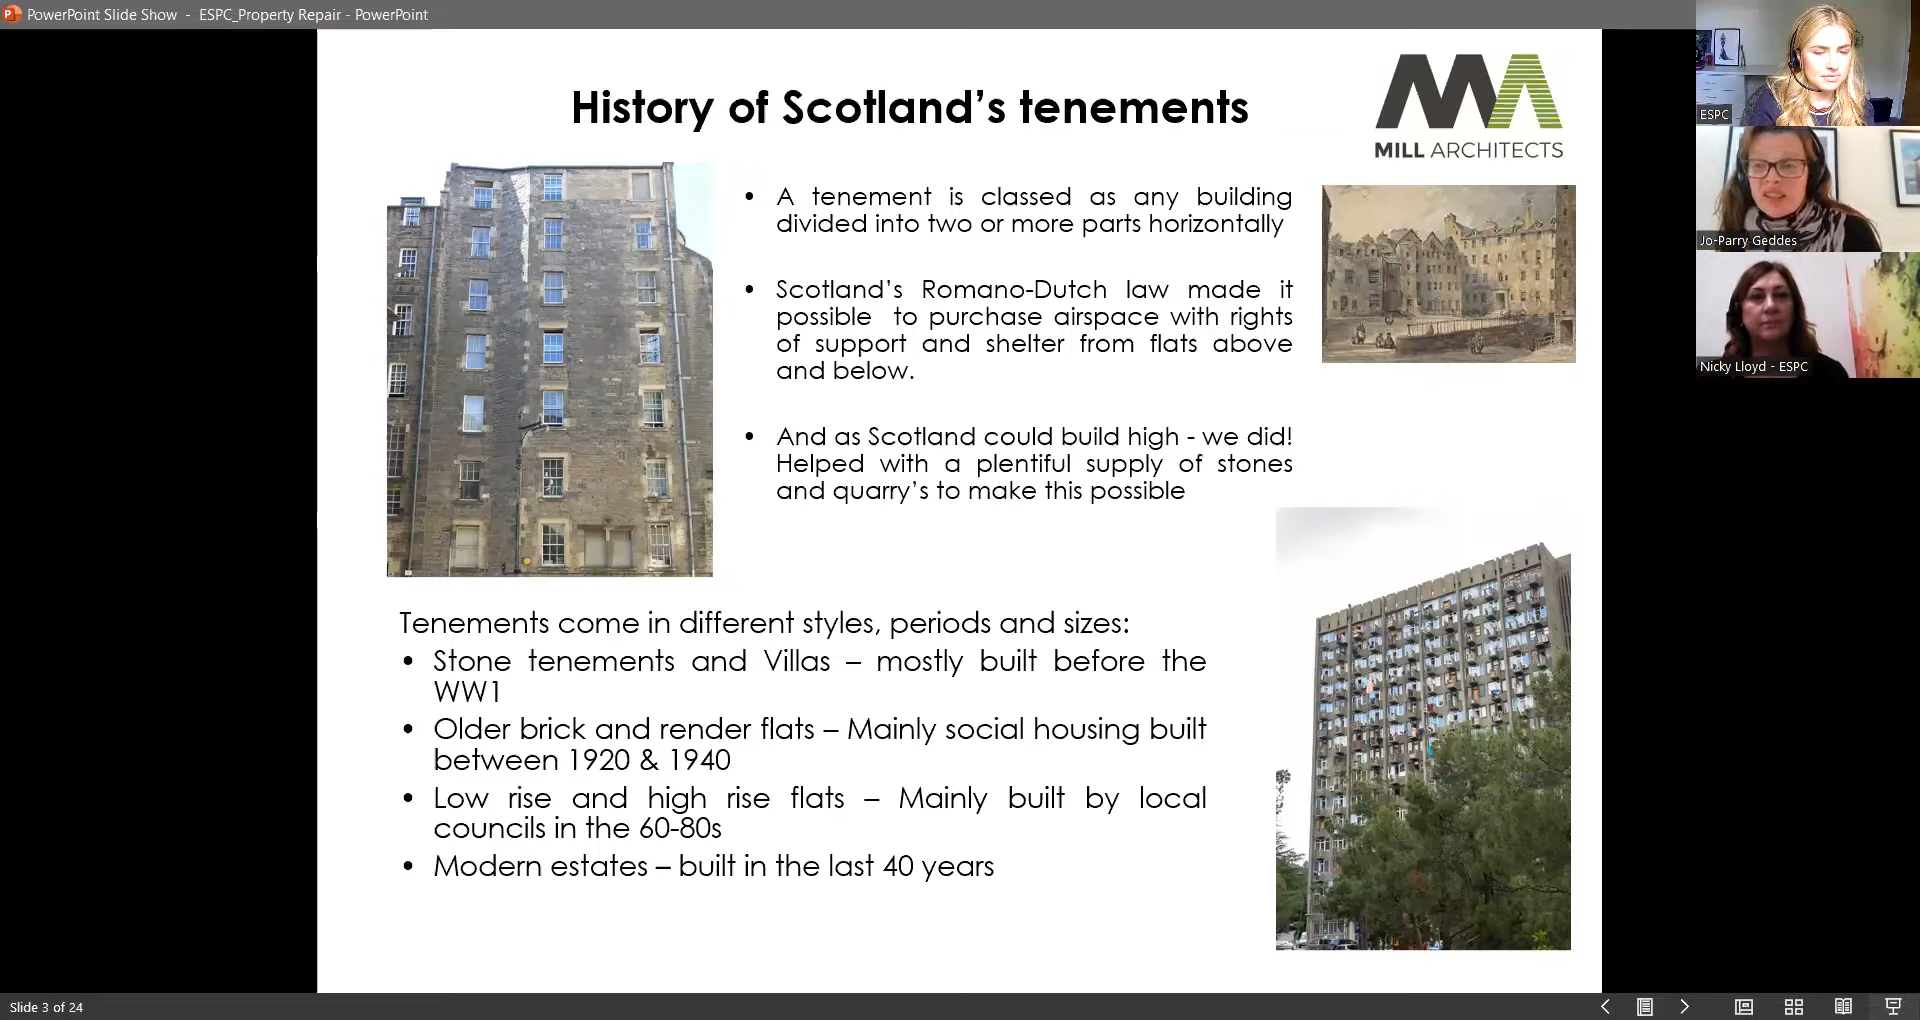 PowerPoint Slide Show - ESPC_Property Repair - PowerPoint
History of Scotland's tenements
MILL ARCHITECTS
• A tenement is classed as any building
divided into two or more parts horizontally
• Scotland's Romano-Dutch law made it
possible to purchase airspace with rights
of support and shelter from flats above
and below.
• And as Scotland could build high - we did!
Helped with a plentiful supply of stones
and quarry's to make this possible
Tenements come in different styles, periods and sizes:
• Stone tenements and Villas – mostly built before the
WW1
• Older brick and render flats – Mainly social housing built
between 1920 & 1940
• Low rise and high rise flats – Mainly built by local
councils in the 60-80s
• Modern estates – built in the last 40 years
ESPC
Jo-Parry Geddes
Nicky Lloyd - ESPC
Slide 3 of 24